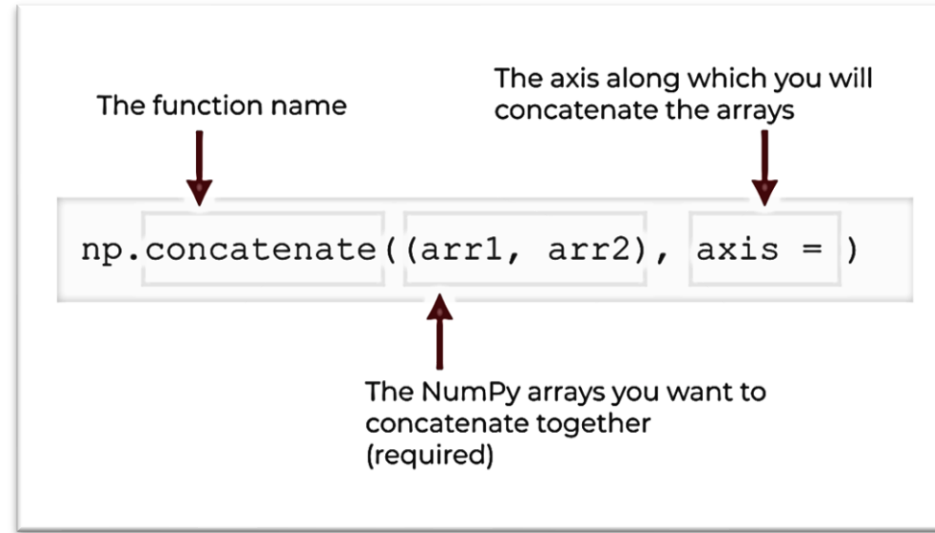 The function name
The axis along which you will
concatenate the arrays
np.concatenate((arr1, arr2), axis = )
The NumPy arrays you want to
concatenate together
(required)